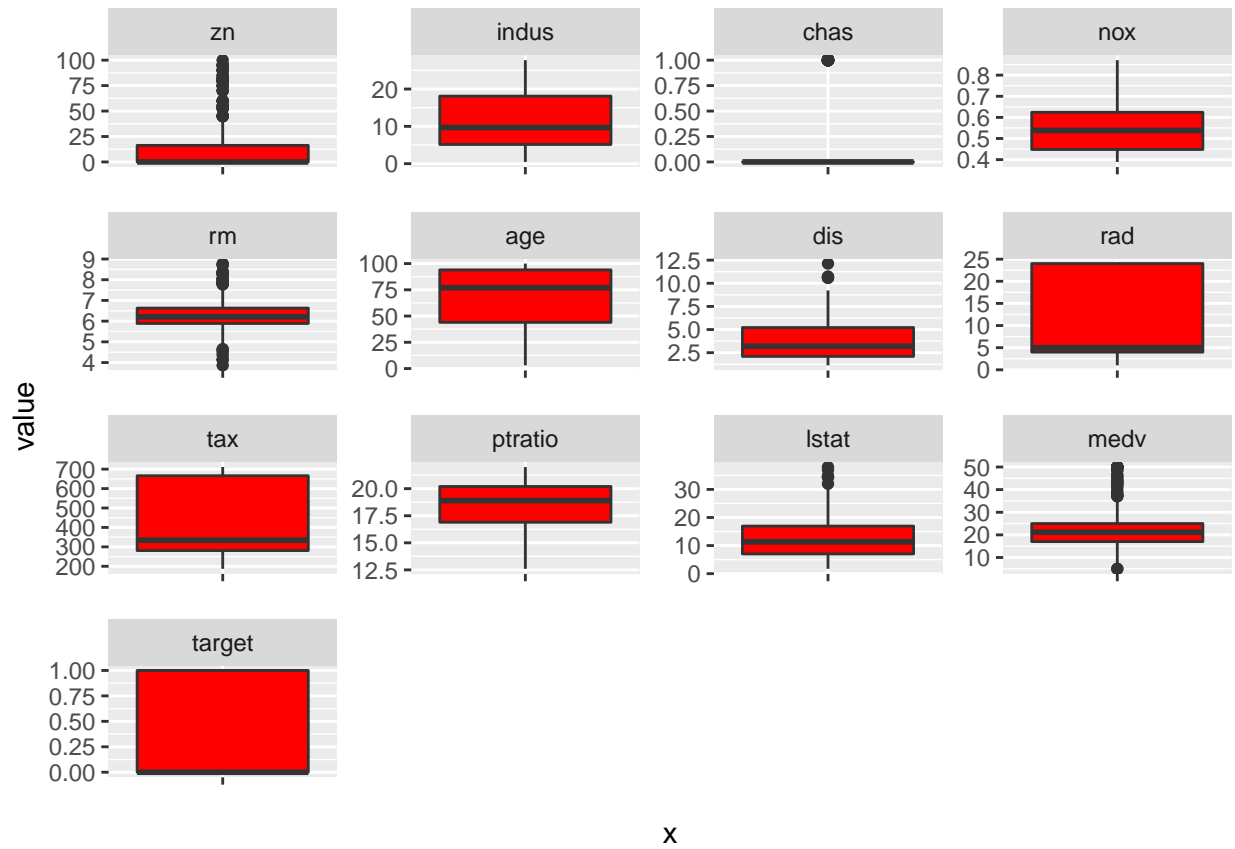 zn indus chas nox
100 75 50 25 0
20 10 0
1.00 0.75 0.50 0.25 0.00
0.8 0.7 0.6 0.5 0.4
rm age dis rad
9 8 7 6 5 4
100 75 50 25 0
12.5 10.0 7.5 5.0 2.5
25 20 15 10 5 0
value
tax ptratio lstat medv
700 600 500 400 300 200
20.0 17.5 15.0 12.5
30 20 10 0
50 40 30 20 10
target
1.00 0.75 0.50 0.25 0.00
x